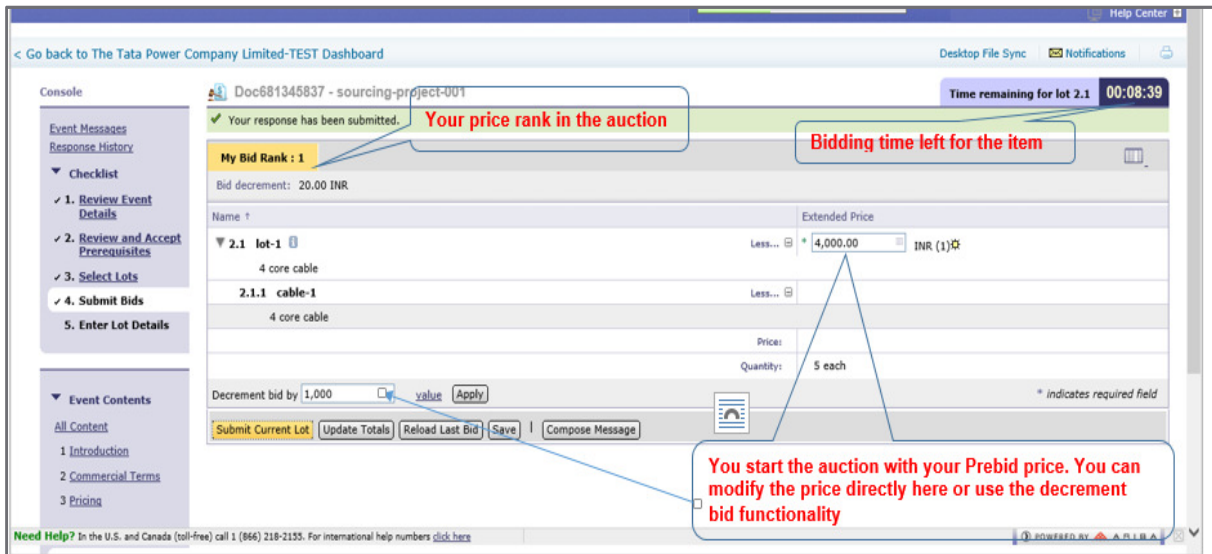 Help Center
< Go back to The Tata Power Company Limited-TEST Dashboard
Desktop File Sync
Notifications
Console
Doc681345837 - sourcing-project-001
Time remaining for lot 2.1
00:08:39
Event Messages
Response History
Checklist
✓ 1. Review Event Details
✓ 2. Review and Accept Prerequisites
✓ 3. Select Lots
✓ 4. Submit Bids
5. Enter Lot Details
Event Contents
All Content
1 Introduction
2 Commercial Terms
3 Pricing
✓ Your response has been submitted.
Your price rank in the auction
Bidding time left for the item
My Bid Rank : 1
Bid decrement: 20.00 INR
Name ↑
Extended Price
2.1 lot-1
Less...
* 4,000.00
INR (1)
4 core cable
2.1.1 cable-1
Less...
4 core cable
Price:
Quantity: 5 each
Decrement bid by 1,000
value
Apply
* indicates required field
Submit Current Lot
Update Totals
Reload Last Bid
Save
|
Compose Message
You start the auction with your Prebid price. You can
modify the price directly here or use the decrement
bid functionality
Need Help? In the U.S. and Canada (toll-free) call 1 (866) 218-2155. For international help numbers click here
POWERED BY ARIBA